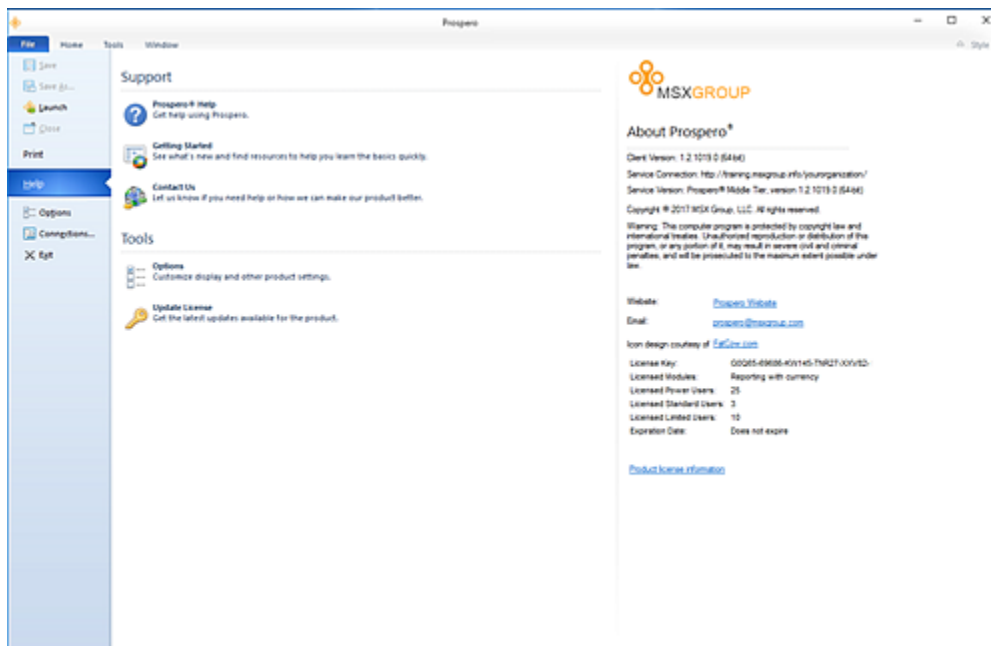 Prospero
File Home Tools Window Style
Save
Save As...
Launch
Close
Print
Help
Options
Connections...
Exit
Support
Prospero® Help
Get help using Prospero.
Getting Started
See what's new and find resources to help you learn the basics quickly.
Contact Us
Let us know if you need help or how we can make our product better.
Tools
Options
Customize display and other product settings.
Update License
Get the latest updates available for the product.
MSXGROUP
About Prospero®
Client Version: 1.2.1019.0 (64-bit)
Service Connection: http://training.msxgroup.info/yourorganization/
Service Version: Prospero® Middle Tier, version 1.2.1019.0 (64-bit)
Copyright © 2017 MSX Group, LLC. All rights reserved.
Warning: This computer program is protected by copyright law and
international treaties. Unauthorized reproduction or distribution of this
program, or any portion of it, may result in severe civil and criminal
penalties, and will be prosecuted to the maximum extent possible under
law.
Website: Prospero Website
Email: prospero@msxgroup.com
Icon design courtesy of FatCow.com
License Key:
Licensed Modules: Reporting with currency
Licensed Power Users: 25
Licensed Standard Users: 3
Licensed Limited Users: 10
Expiration Date: Does not expire
Product license information